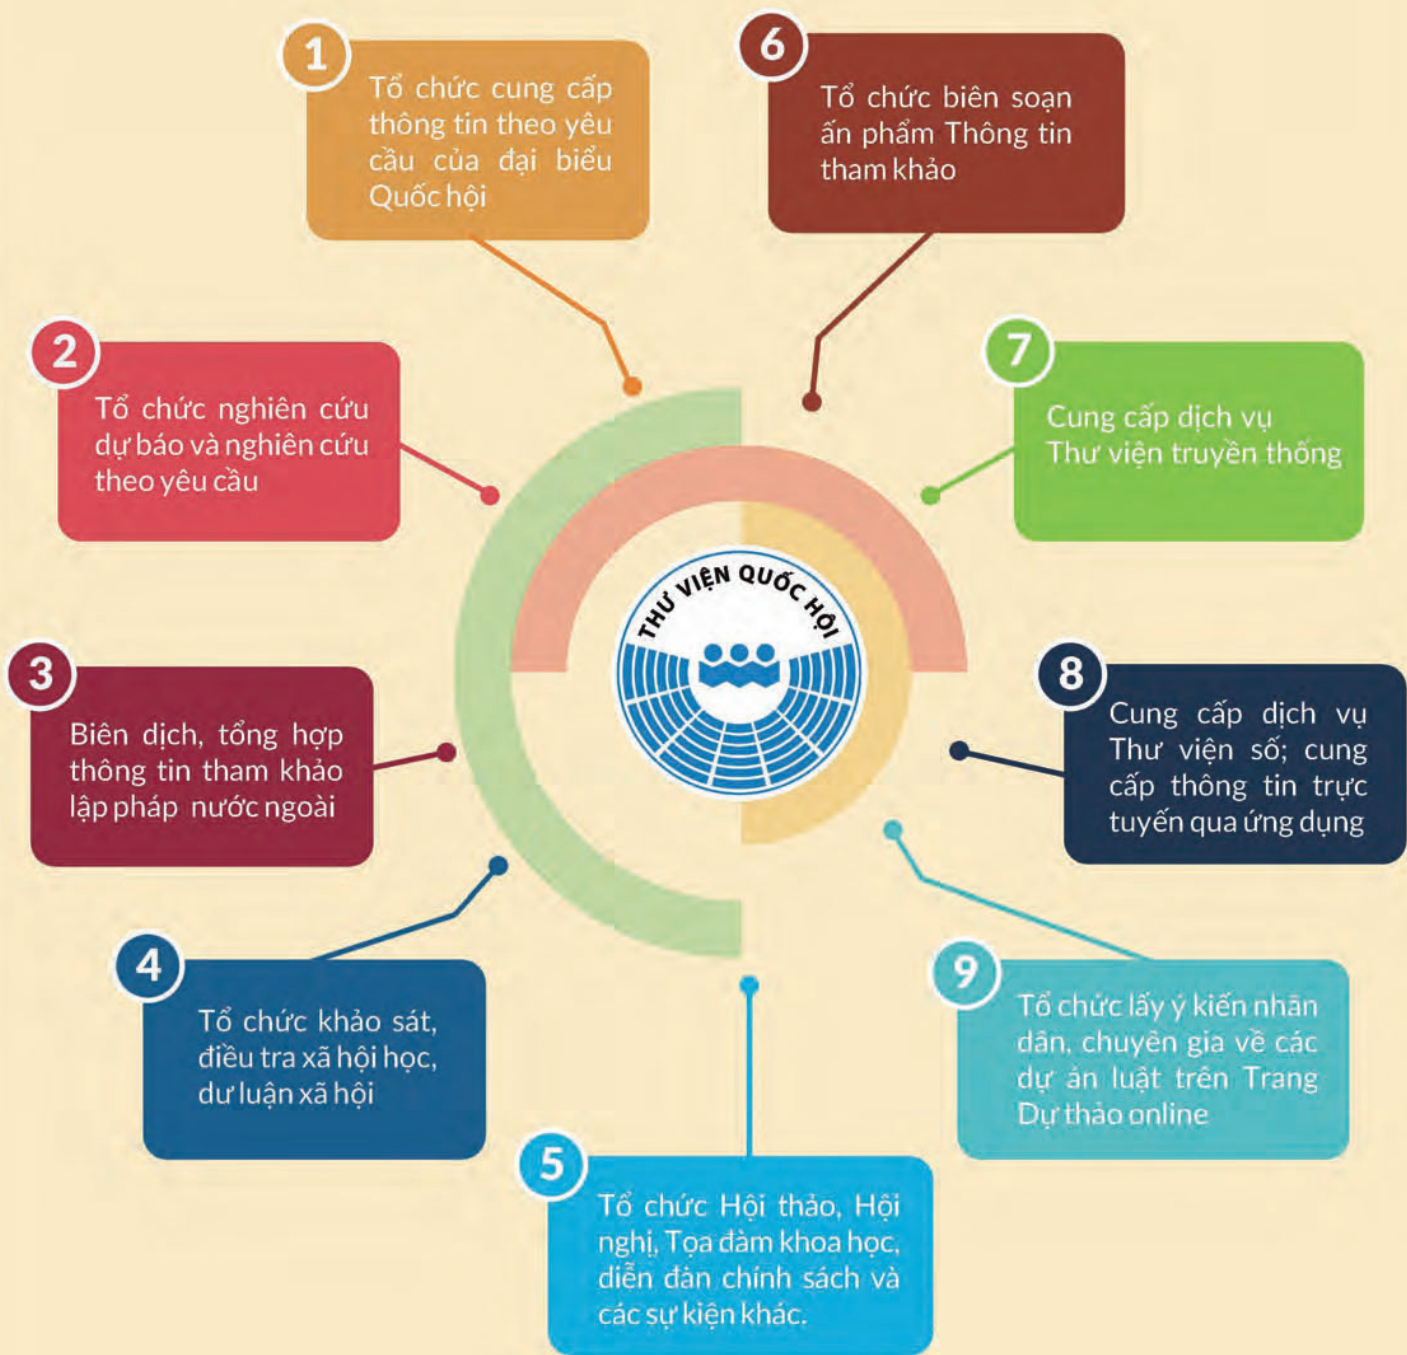 1
Tổ chức cung cấp
thông tin theo yêu
cầu của đại biểu
Quốc hội
2
Tổ chức nghiên cứu
dự báo và nghiên cứu
theo yêu cầu
3
Biên dịch, tổng hợp
thông tin tham khảo
lập pháp nước ngoài
4
Tổ chức khảo sát,
điều tra xã hội học,
dư luận xã hội
5
Tổ chức Hội thảo, Hội
nghị, Tọa đàm khoa học,
diễn đàn chính sách và
các sự kiện khác.
6
Tổ chức biên soạn
ấn phẩm Thông tin
tham khảo
7
Cung cấp dịch vụ
Thư viện truyền thống
8
Cung cấp dịch vụ
Thư viện số; cung
cấp thông tin trực
tuyến qua ứng dụng
9
Tổ chức lấy ý kiến nhân
dân, chuyên gia về các
dự án luật trên Trang
Dự thảo online
THƯ VIỆN QUỐC HỘI